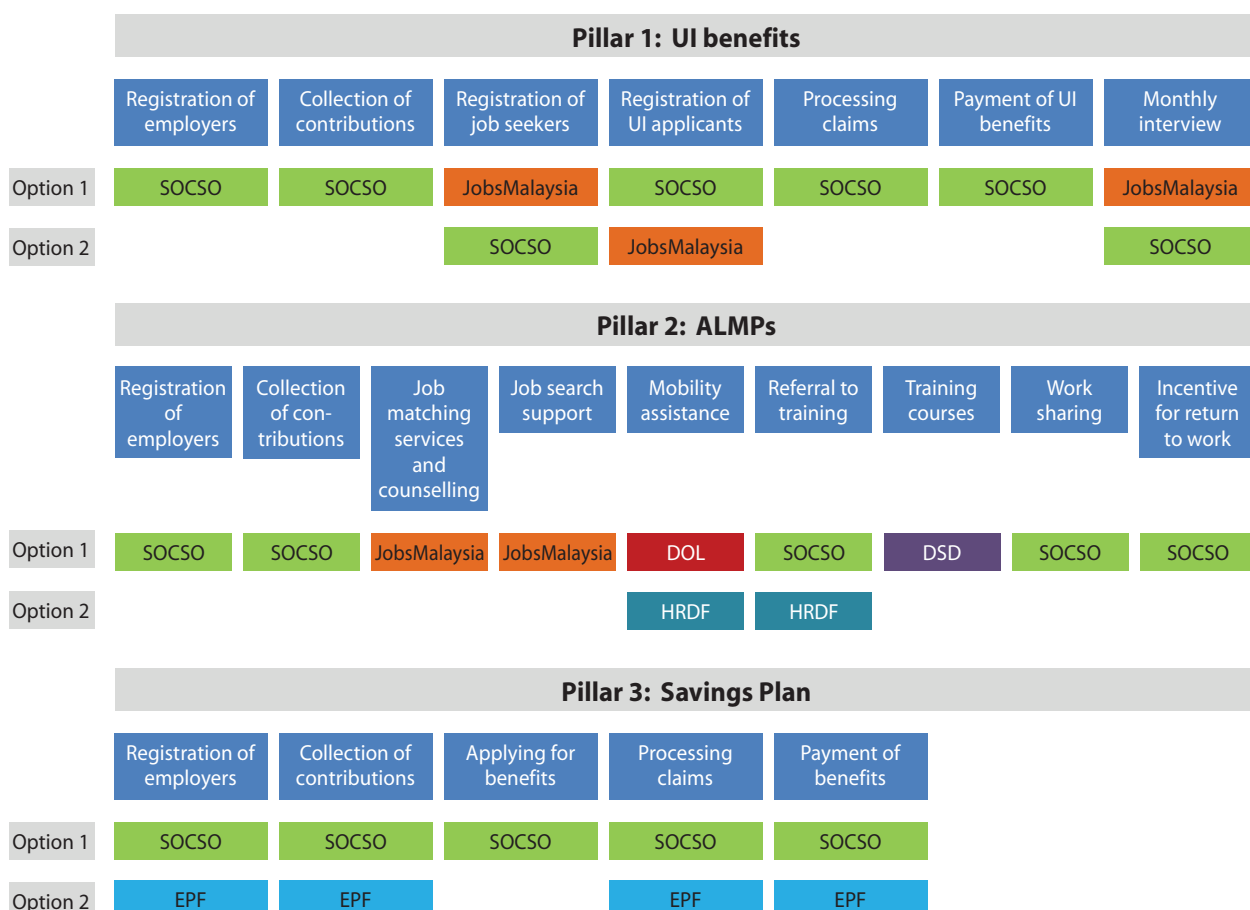 Pillar 1: UI benefits
Registration of
employers
Collection of
contributions
Registration of
job seekers
Registration of
UI applicants
Processing
claims
Payment of UI
benefits
Monthly
interview
Option 1
SOCSO
SOCSO
JobsMalaysia
SOCSO
SOCSO
SOCSO
JobsMalaysia
Option 2
SOCSO
JobsMalaysia
SOCSO
Pillar 2: ALMPs
Registration
of
employers
Collection
of con-
tributions
Job
matching
services
and
counselling
Job search
support
Mobility
assistance
Referral to
training
Training
courses
Work
sharing
Incentive
for return
to work
Option 1
SOCSO
SOCSO
JobsMalaysia
JobsMalaysia
DOL
SOCSO
DSD
SOCSO
SOCSO
Option 2
HRDF
HRDF
Pillar 3: Savings Plan
Registration of
employers
Collection of
contributions
Applying for
benefits
Processing
claims
Payment of
benefits
Option 1
SOCSO
SOCSO
SOCSO
SOCSO
SOCSO
Option 2
EPF
EPF
EPF
EPF